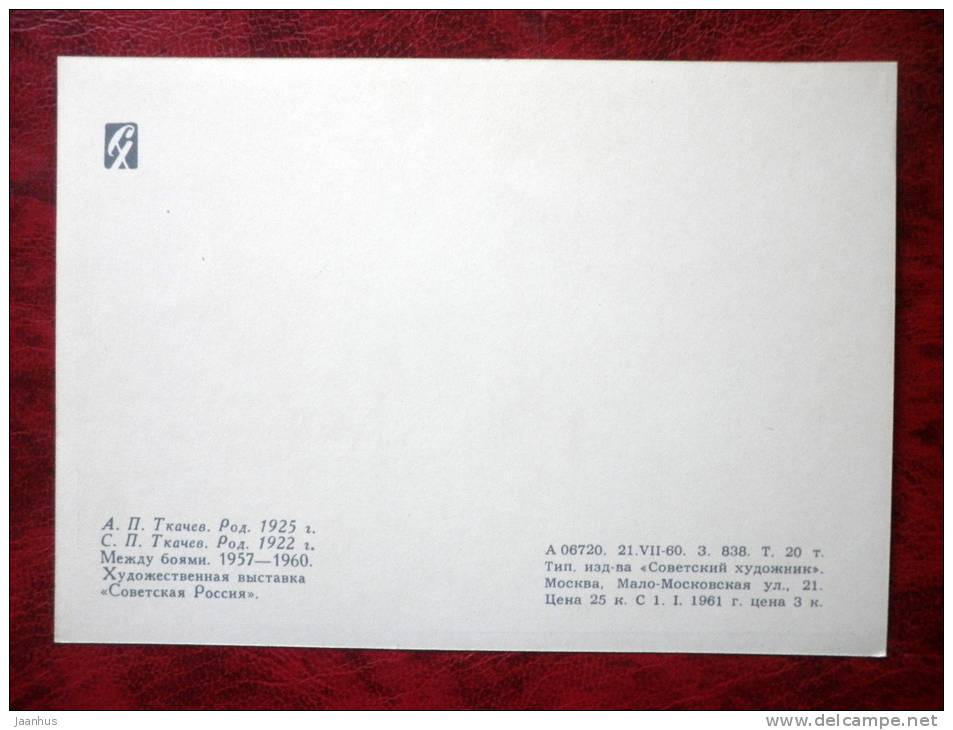 СХ
А. П. Ткачев. Род. 1925 г.
С. П. Ткачев. Род. 1922 г.
Между боями. 1957—1960.
Художественная выставка
«Советская Россия».
А 06720. 21.VII-60. З. 838. Т. 20 т.
Тип. изд-ва «Советский художник».
Москва, Мало-Московская ул., 21.
Цена 25 к. С 1. I. 1961 г. цена 3 к.
Jaanhus
www.delcampe.net